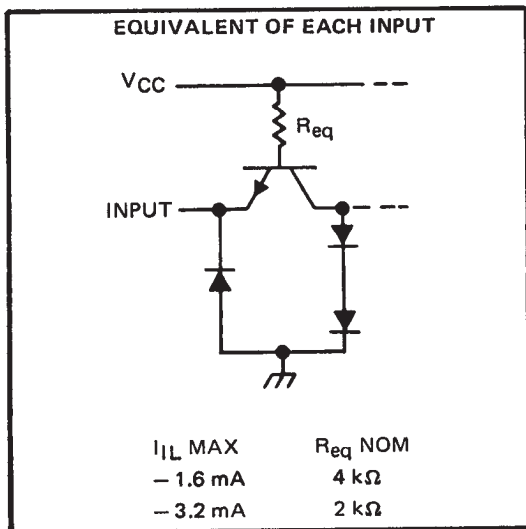 EQUIVALENT OF EACH INPUT
VCC
Req
INPUT
IIL MAX Req NOM
– 1.6 mA 4 kΩ
– 3.2 mA 2 kΩ